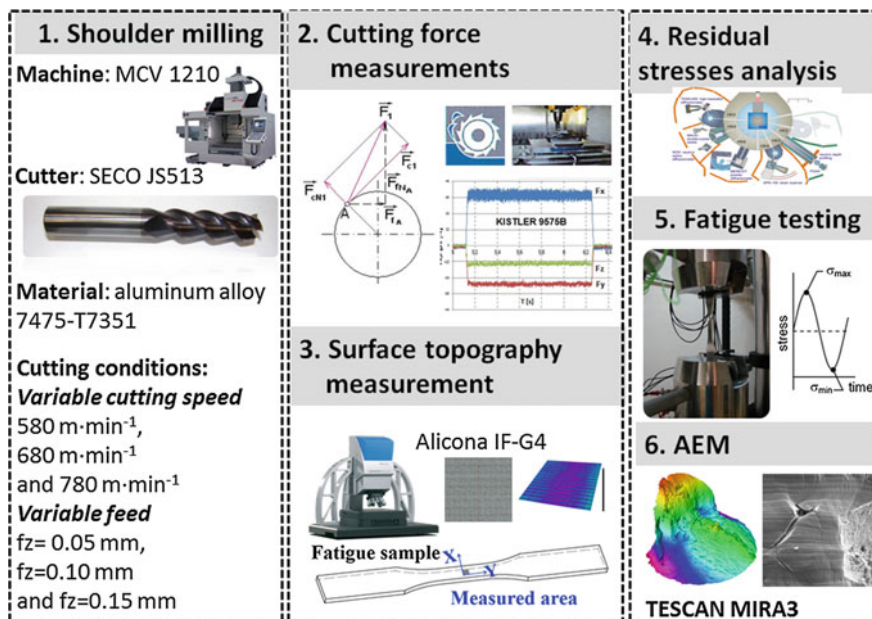 1. Shoulder milling
Machine: MCV 1210
Cutter: SECO JS513
Material: aluminum alloy
7475-T7351
Cutting conditions:
Variable cutting speed
580 m·min-1,
680 m·min-1
and 780 m·min-1
Variable feed
fz= 0.05 mm,
fz=0.10 mm
and fz=0.15 mm
2. Cutting force
measurements
F1
Fc1
FcN1
FfNA
A
FfA
Fx
KISTLER 9575B
Fz
Fy
T [s]
3. Surface topography
measurement
Alicona IF-G4
Fatigue sample
X
Y
Measured area
4. Residual
stresses analysis
5. Fatigue testing
σmax
stress
σmin
time
6. AEM
TESCAN MIRA3